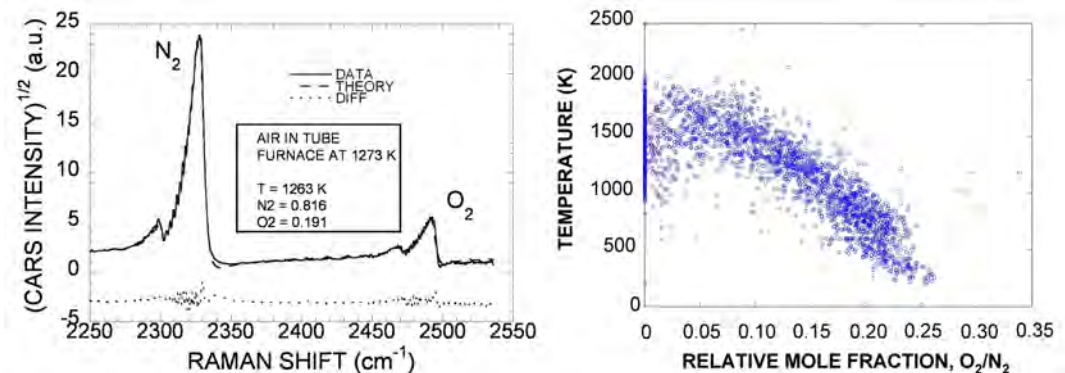 (CARS INTENSITY)^1/2 (a.u.)
25
20
15
10
5
0
-5
N2
O2
DATA
THEORY
DIFF
AIR IN TUBE
FURNACE AT 1273 K
T = 1263 K
N2 = 0.816
O2 = 0.191
2250 2300 2350 2400 2450 2500 2550
RAMAN SHIFT (cm-1)
TEMPERATURE (K)
2500
2000
1500
1000
500
0
0 0.05 0.10 0.15 0.20 0.25 0.30 0.35
RELATIVE MOLE FRACTION, O2/N2